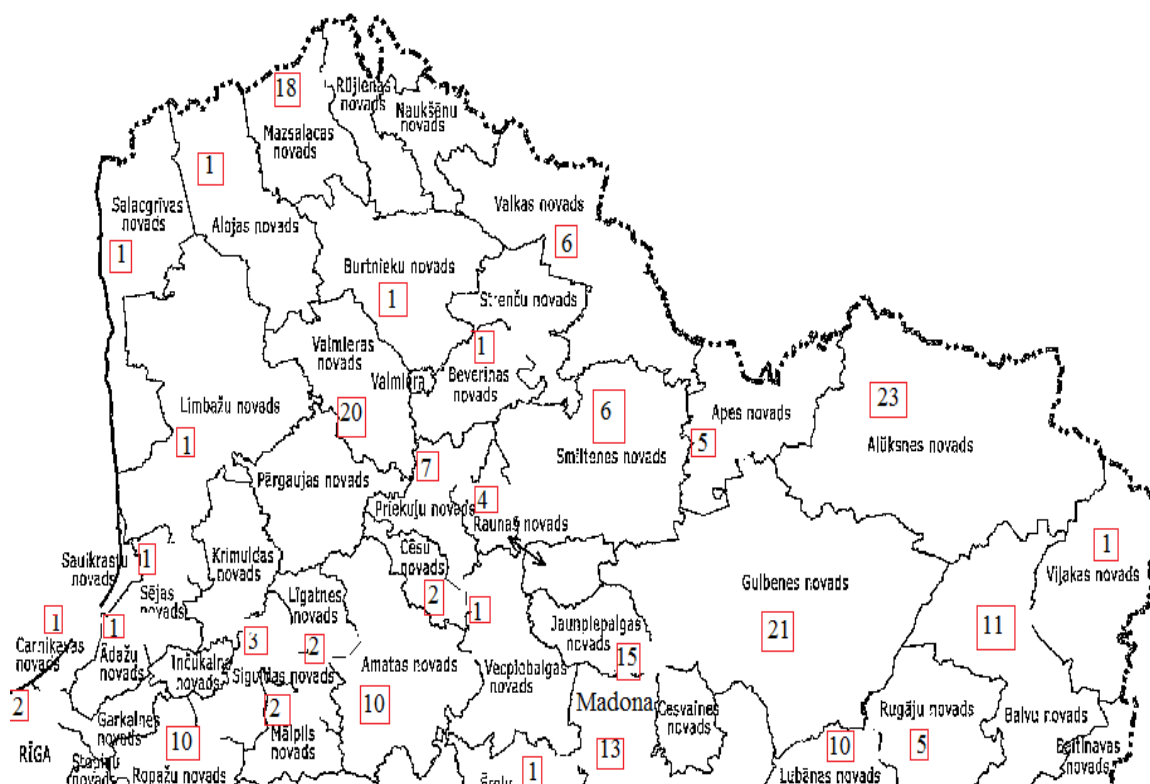 18
Rūjienas
novads
Naukšēnu
novads
Mazsalacas
novads
1
Salacgrīvas
novads
Alojas novads
Valkas novads
1
6
Burtnieku novads
1
Strenču novads
Valmieras
novads
1
Valmiera
Beverīnas
novads
Limbažu novads
20
6
Apes novads
23
1
5
Alūksnes novads
Smiltenes novads
7
Pārgaujas novads
4
Priekuļu novads
Raunas novads
Saulkrastu
novads
1
Krimuldas
novads
Cēsu
novads
1
Viļakas novads
Sējas
novads
Līgatnes
novads
Gulbenes novads
2
1
1
Carnikavas
novads
1
Ādažu
novads
3
2
Jaunpiebalgas
novads
21
11
Inčukalna
novads
Siguldas novads
Amatas novads
Vecpiebalgas
novads
15
2
10
2
Madona
Cesvaines
novads
Rugāju novads
Balvu novads
Garkalnes
novads
RĪGA
10
Mālpils
novads
13
10
5
Baltinavas
novads
Stopiņu
novads
Ropažu novads
1
Ērgļu
Lubānas novads